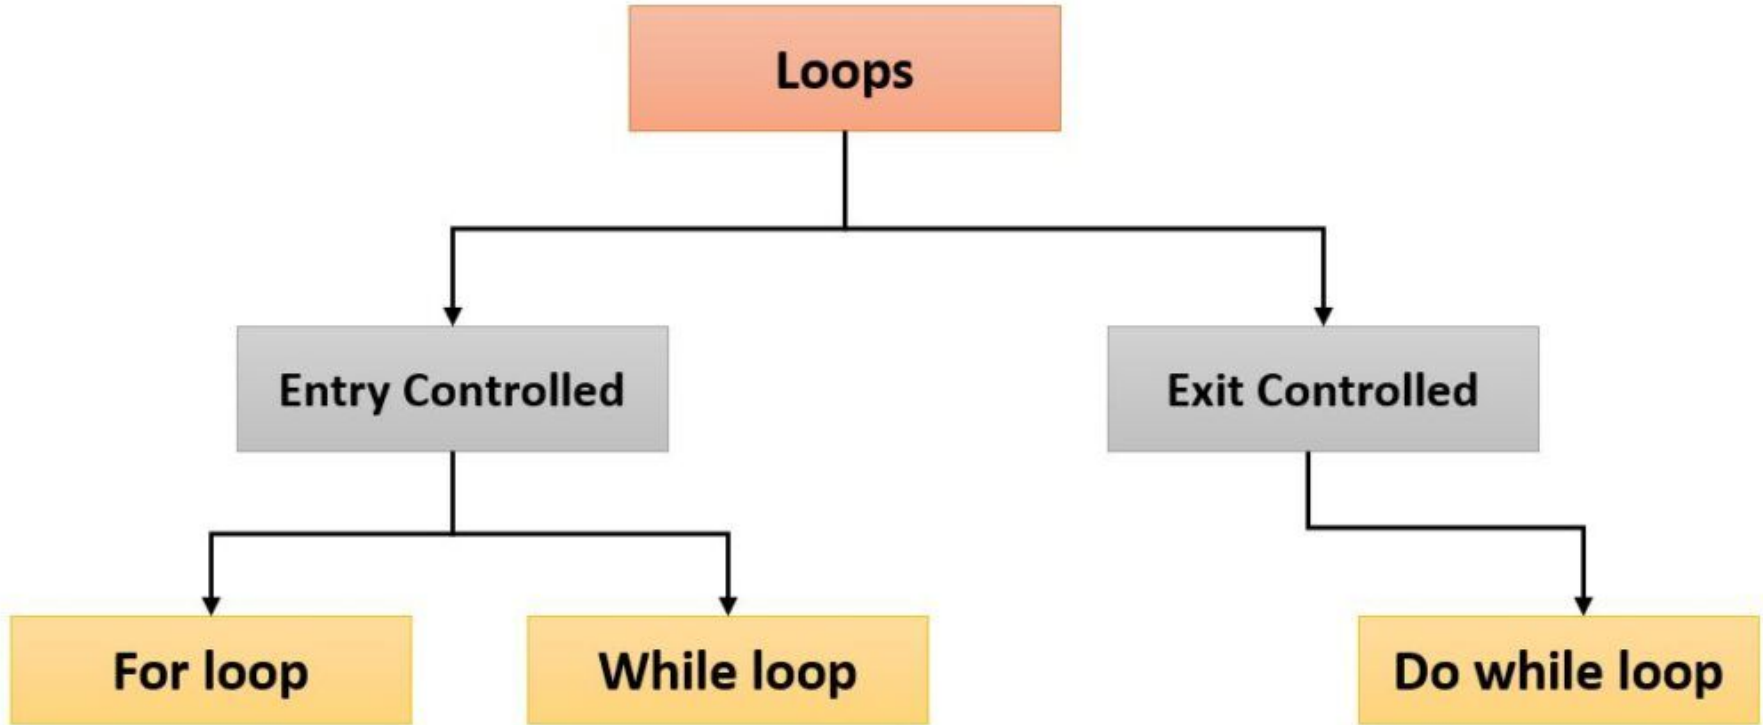 Loops
Entry Controlled
Exit Controlled
For loop
While loop
Do while loop